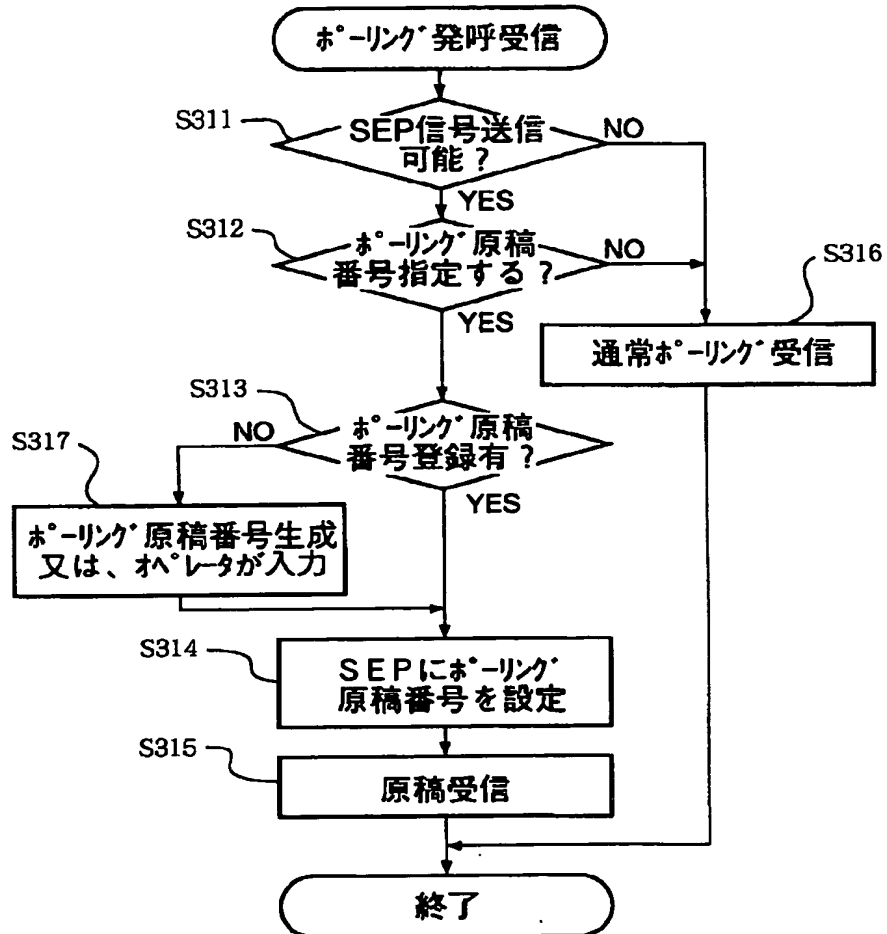 ﾎﾟｰﾘﾝｸﾞ発呼受信
S311
SEP信号送信
可能？
NO
YES
S312
ﾎﾟｰﾘﾝｸﾞ原稿
番号指定する？
NO
YES
S316
通常ﾎﾟｰﾘﾝｸﾞ受信
S313
ﾎﾟｰﾘﾝｸﾞ原稿
番号登録有？
NO
YES
S317
ﾎﾟｰﾘﾝｸﾞ原稿番号生成
又は、ｵﾍﾟﾚｰﾀが入力
S314
SEPにﾎﾟｰﾘﾝｸﾞ
原稿番号を設定
S315
原稿受信
終了